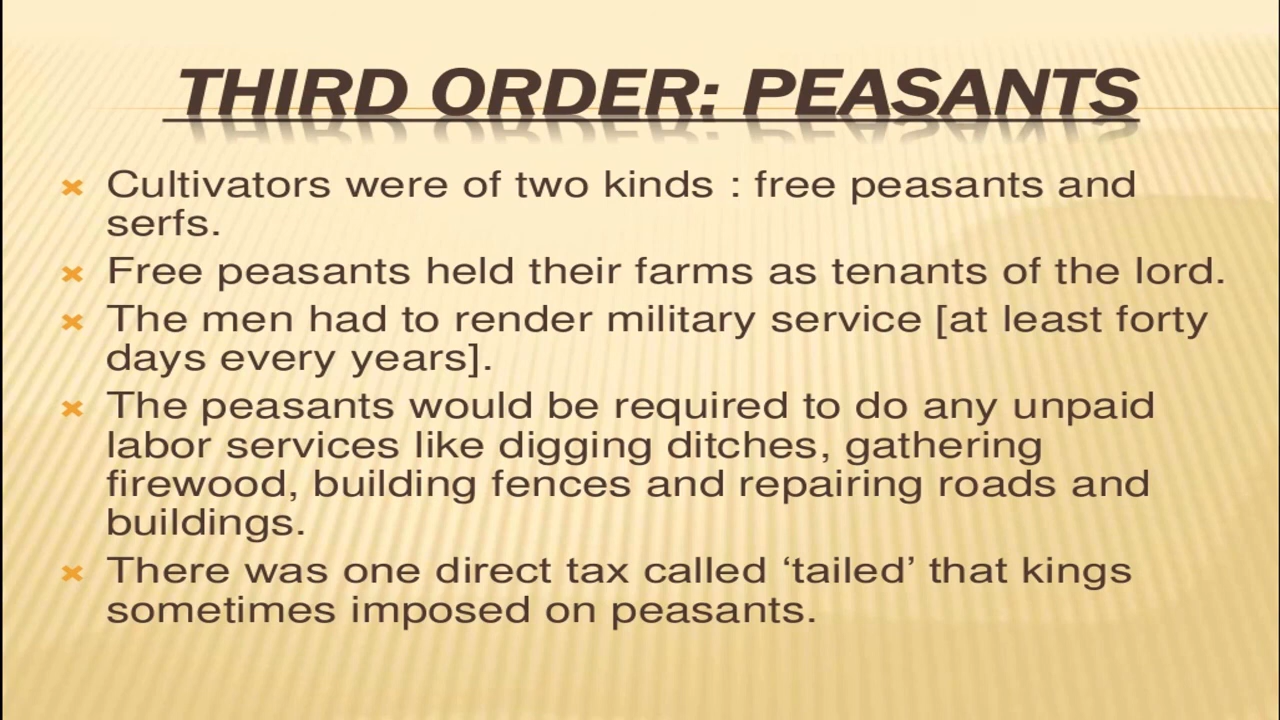 THIRD ORDER: PEASANTS
Cultivators were of two kinds : free peasants and
serfs.
Free peasants held their farms as tenants of the lord.
The men had to render military service [at least forty
days every years].
The peasants would be required to do any unpaid
labor services like digging ditches, gathering
firewood, building fences and repairing roads and
buildings.
There was one direct tax called ‘tailed’ that kings
sometimes imposed on peasants.